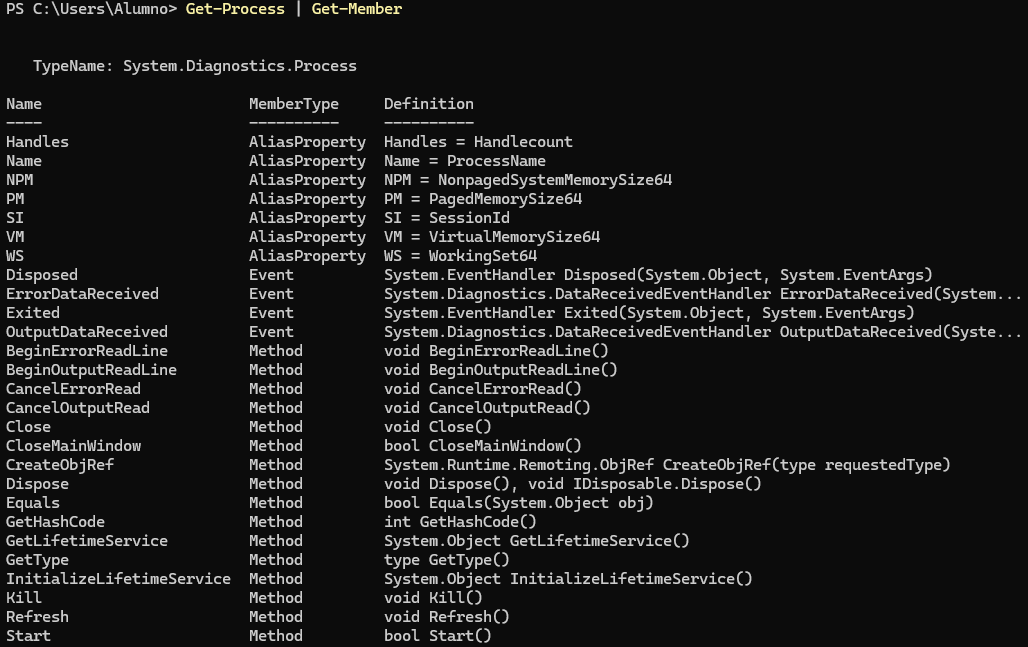 PS C:\Users\Alumno> Get-Process | Get-Member
TypeName: System.Diagnostics.Process
Name MemberType Definition
---- ---------- ----------
Handles AliasProperty Handles = Handlecount
Name AliasProperty Name = ProcessName
NPM AliasProperty NPM = NonpagedSystemMemorySize64
PM AliasProperty PM = PagedMemorySize64
SI AliasProperty SI = SessionId
VM AliasProperty VM = VirtualMemorySize64
WS AliasProperty WS = WorkingSet64
Disposed Event System.EventHandler Disposed(System.Object, System.EventArgs)
ErrorDataReceived Event System.Diagnostics.DataReceivedEventHandler ErrorDataReceived(System...
Exited Event System.EventHandler Exited(System.Object, System.EventArgs)
OutputDataReceived Event System.Diagnostics.DataReceivedEventHandler OutputDataReceived(Syste...
BeginErrorReadLine Method void BeginErrorReadLine()
BeginOutputReadLine Method void BeginOutputReadLine()
CancelErrorRead Method void CancelErrorRead()
CancelOutputRead Method void CancelOutputRead()
Close Method void Close()
CloseMainWindow Method bool CloseMainWindow()
CreateObjRef Method System.Runtime.Remoting.ObjRef CreateObjRef(type requestedType)
Dispose Method void Dispose(), void IDisposable.Dispose()
Equals Method bool Equals(System.Object obj)
GetHashCode Method int GetHashCode()
GetLifetimeService Method System.Object GetLifetimeService()
GetType Method type GetType()
InitializeLifetimeService Method System.Object InitializeLifetimeService()
Kill Method void Kill()
Refresh Method void Refresh()
Start Method bool Start()